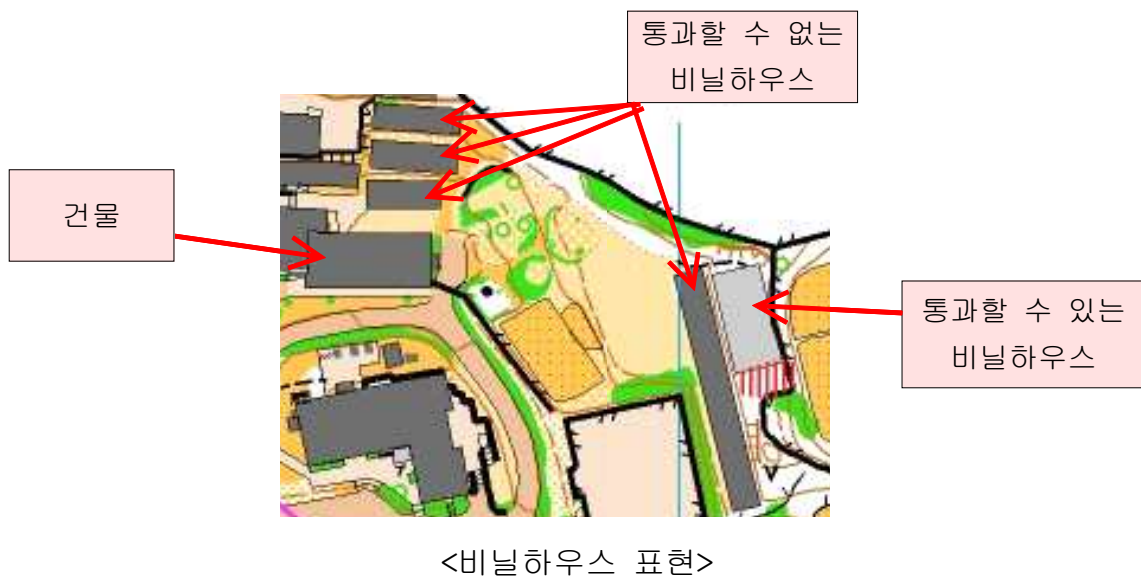 통과할 수 없는
비닐하우스
건물
통과할 수 있는
비닐하우스
<비닐하우스 표현>